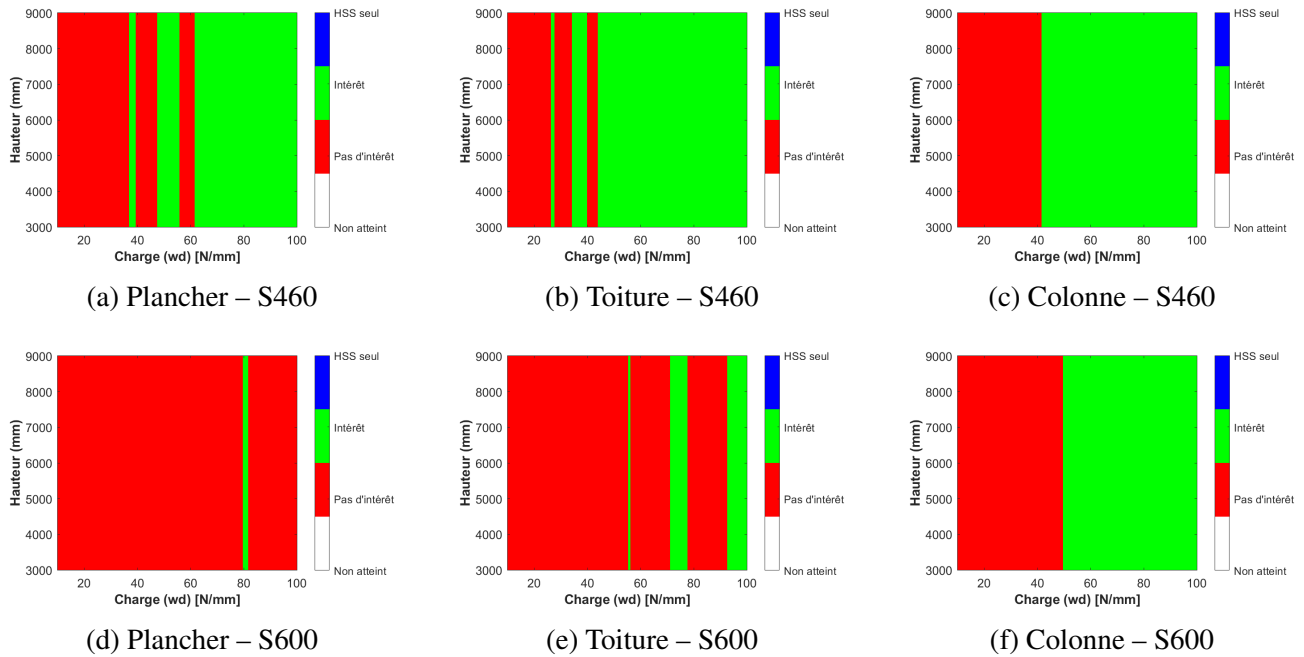 9000
8000
7000
6000
5000
4000
3000
Hauteur (mm)
20 40 60 80 100
Charge (wd) [N/mm]
HSS seul
Intérêt
Pas d'intérêt
Non atteint
(a) Plancher – S460
9000
8000
7000
6000
5000
4000
3000
Hauteur (mm)
20 40 60 80 100
Charge (wd) [N/mm]
HSS seul
Intérêt
Pas d'intérêt
Non atteint
(b) Toiture – S460
9000
8000
7000
6000
5000
4000
3000
Hauteur (mm)
20 40 60 80 100
Charge (wd) [N/mm]
HSS seul
Intérêt
Pas d'intérêt
Non atteint
(c) Colonne – S460
9000
8000
7000
6000
5000
4000
3000
Hauteur (mm)
20 40 60 80 100
Charge (wd) [N/mm]
HSS seul
Intérêt
Pas d'intérêt
Non atteint
(d) Plancher – S600
9000
8000
7000
6000
5000
4000
3000
Hauteur (mm)
20 40 60 80 100
Charge (wd) [N/mm]
HSS seul
Intérêt
Pas d'intérêt
Non atteint
(e) Toiture – S600
9000
8000
7000
6000
5000
4000
3000
Hauteur (mm)
20 40 60 80 100
Charge (wd) [N/mm]
HSS seul
Intérêt
Pas d'intérêt
Non atteint
(f) Colonne – S600